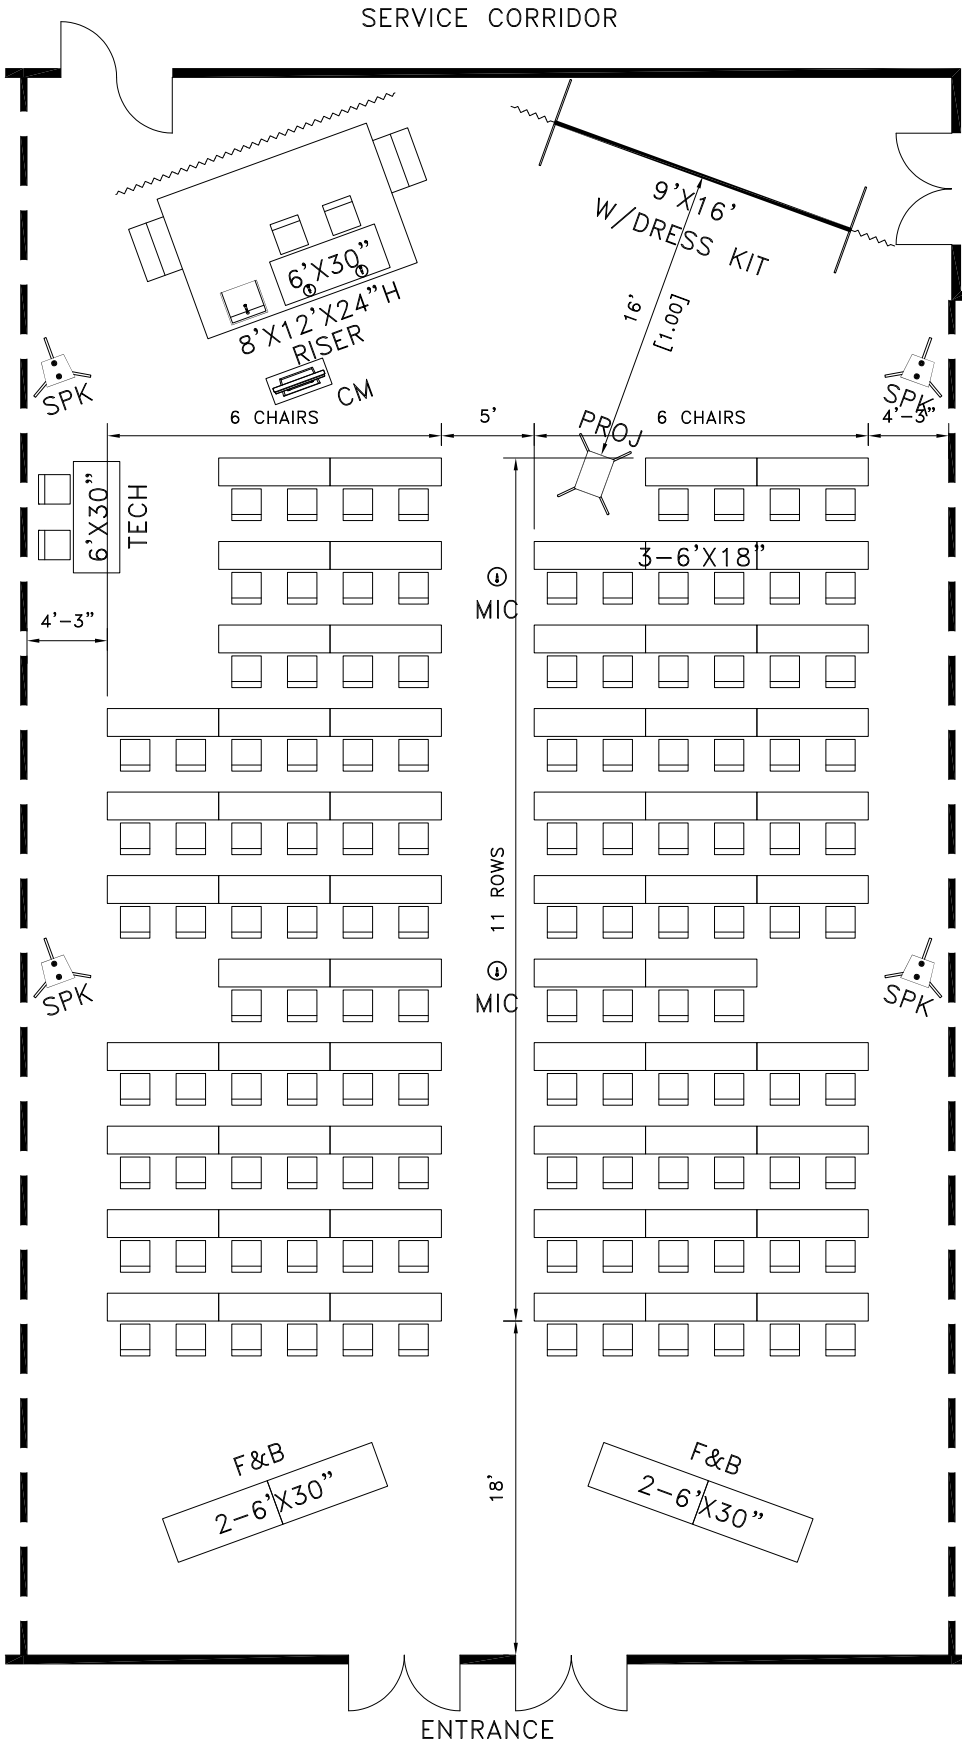 SERVICE CORRIDOR
9'X16'
W/DRESS KIT
6'X30"
8'X12'X24"H
RISER
16'
[1.00]
CM
SPK
SPK
6 CHAIRS
5'
PROJ
6 CHAIRS
4'-3"
6'X30"
TECH
3-6'X18"
MIC
4'-3"
11 ROWS
SPK
MIC
SPK
F&B
2-6'X30"
18'
F&B
2-6'X30"
ENTRANCE